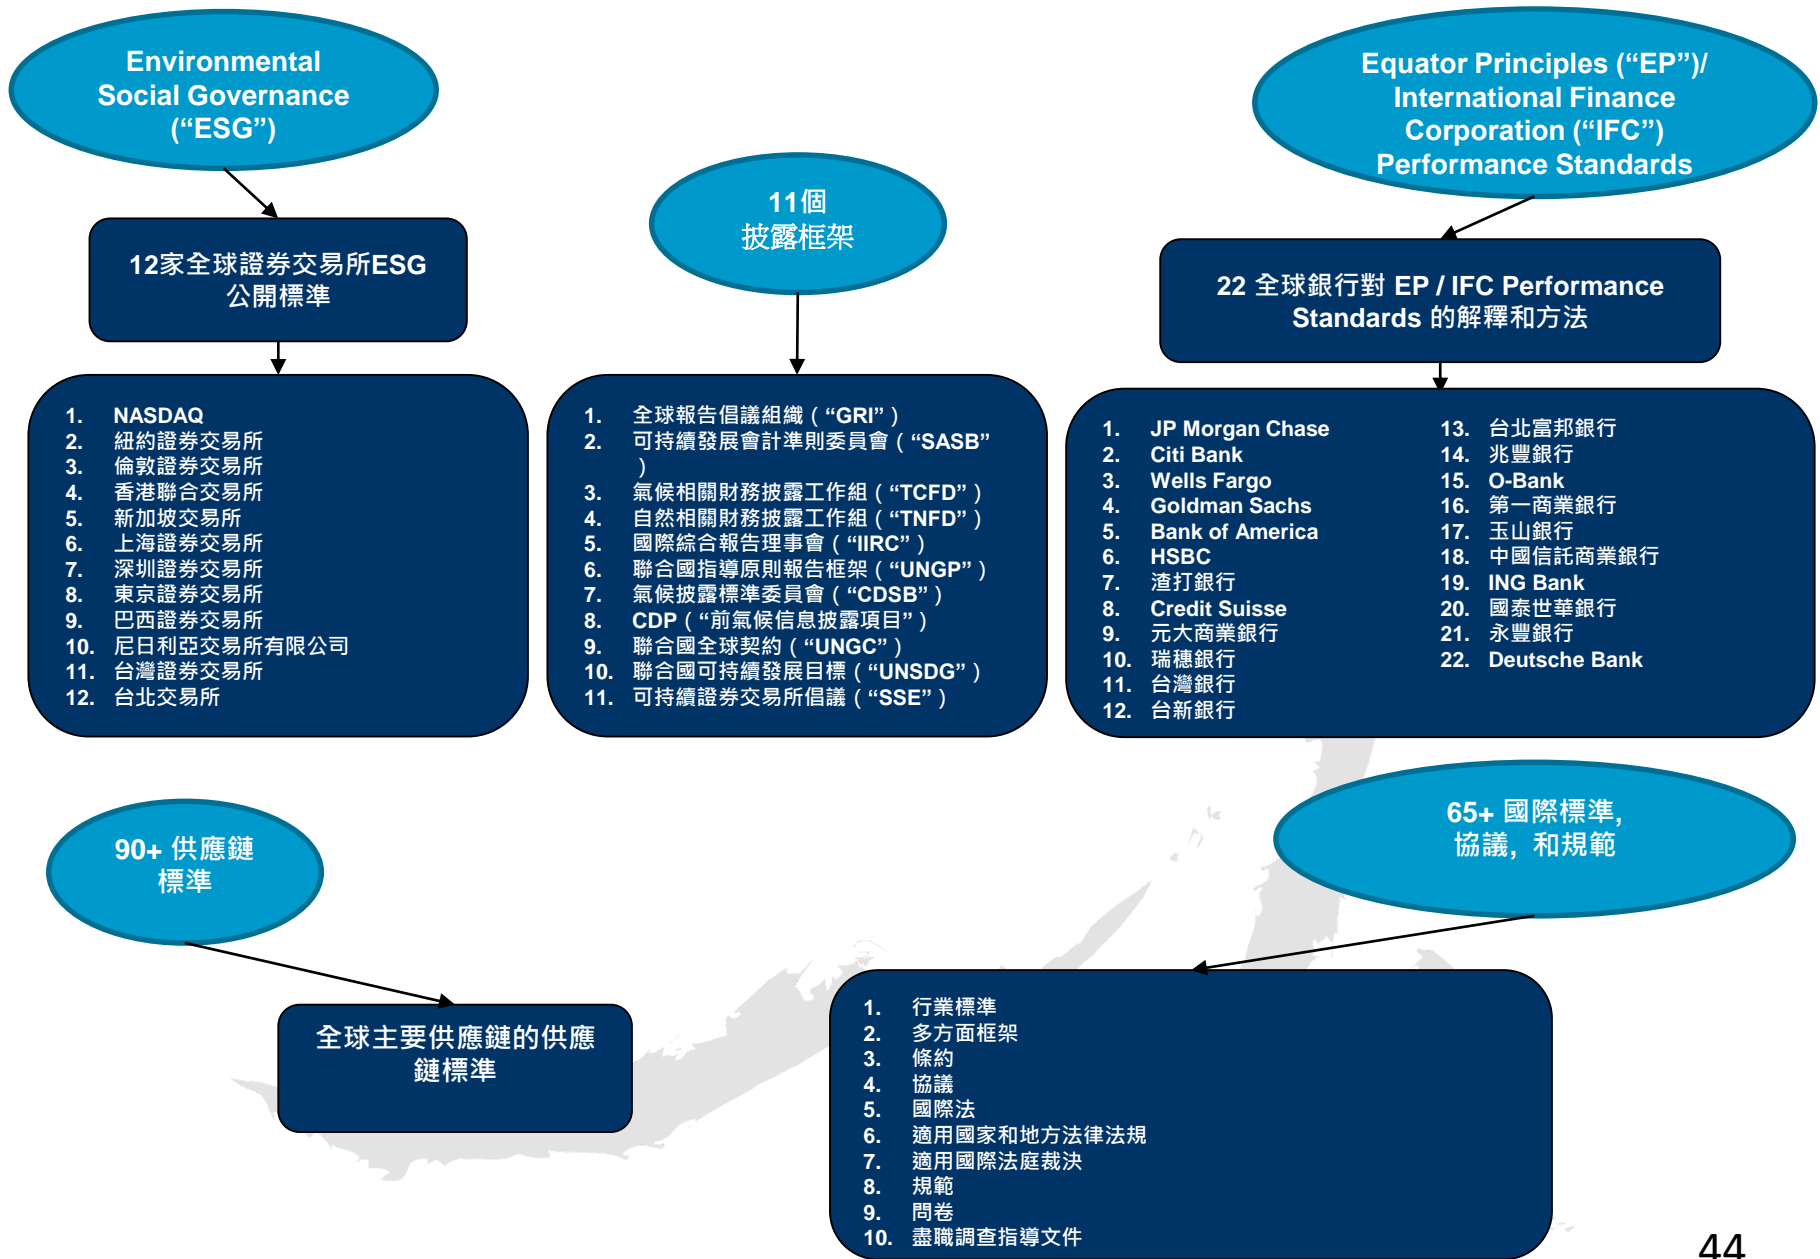 Environmental
Social Governance
(“ESG”)
12家全球證券交易所ESG
公開標準
1. NASDAQ
2. 紐約證券交易所
3. 倫敦證券交易所
4. 香港聯合交易所
5. 新加坡交易所
6. 上海證券交易所
7. 深圳證券交易所
8. 東京證券交易所
9. 巴西證券交易所
10. 尼日利亞交易所有限公司
11. 台灣證券交易所
12. 台北交易所
11個
披露框架
1. 全球報告倡議組織（“GRI”）
2. 可持續發展會計準則委員會（“SASB”
）
3. 氣候相關財務披露工作組（“TCFD”）
4. 自然相關財務披露工作組（“TNFD”）
5. 國際綜合報告理事會（“IIRC”）
6. 聯合國指導原則報告框架（“UNGP”）
7. 氣候披露標準委員會（“CDSB”）
8. CDP（“前氣候信息披露項目”）
9. 聯合國全球契約（“UNGC”）
10. 聯合國可持續發展目標（“UNSDG”）
11. 可持續證券交易所倡議（“SSE”）
Equator Principles (“EP”)/
International Finance
Corporation (“IFC”)
Performance Standards
22 全球銀行對 EP / IFC Performance
Standards 的解釋和方法
1. JP Morgan Chase
2. Citi Bank
3. Wells Fargo
4. Goldman Sachs
5. Bank of America
6. HSBC
7. 渣打銀行
8. Credit Suisse
9. 元大商業銀行
10. 瑞穗銀行
11. 台灣銀行
12. 台新銀行
13. 台北富邦銀行
14. 兆豐銀行
15. O-Bank
16. 第一商業銀行
17. 玉山銀行
18. 中國信託商業銀行
19. ING Bank
20. 國泰世華銀行
21. 永豐銀行
22. Deutsche Bank
90+ 供應鏈
標準
全球主要供應鏈的供應
鏈標準
65+ 國際標準,
協議, 和規範
1. 行業標準
2. 多方面框架
3. 條約
4. 協議
5. 國際法
6. 適用國家和地方法律法規
7. 適用國際法庭裁決
8. 規範
9. 問卷
10. 盡職調查指導文件
44